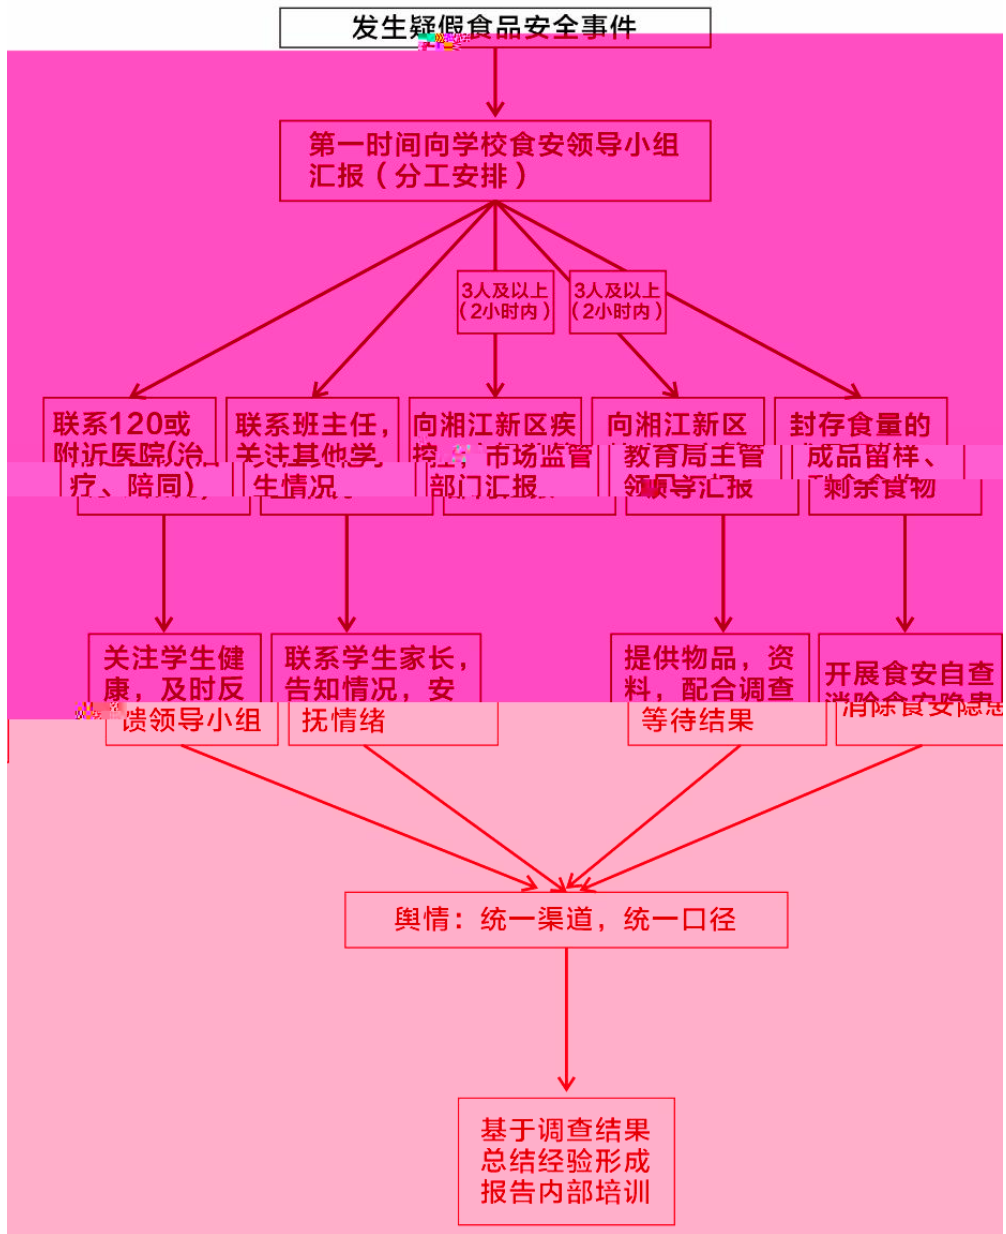 发生疑假食品安全事件
第一时间向学校食安领导小组
汇报（分工安排）
3人及以上
（2小时内）
3人及以上
（2小时内）
联系120或
附近医院(治
疗、陪同)
联系班主任，
关注其他学
生情况
向湘江新区疾
控 市场监管
部门汇报
向湘江新区
教育局主管
领导汇报
封存食量的
成品留样、
剩余食物
关注学生健
康，及时反
馈领导小组
联系学生家长，
告知情况，安
抚情绪
提供物品，资
料，配合调查
等待结果
开展食安自查
消除食安隐患
舆情：统一渠道，统一口径
基于调查结果
总结经验形成
报告内部培训